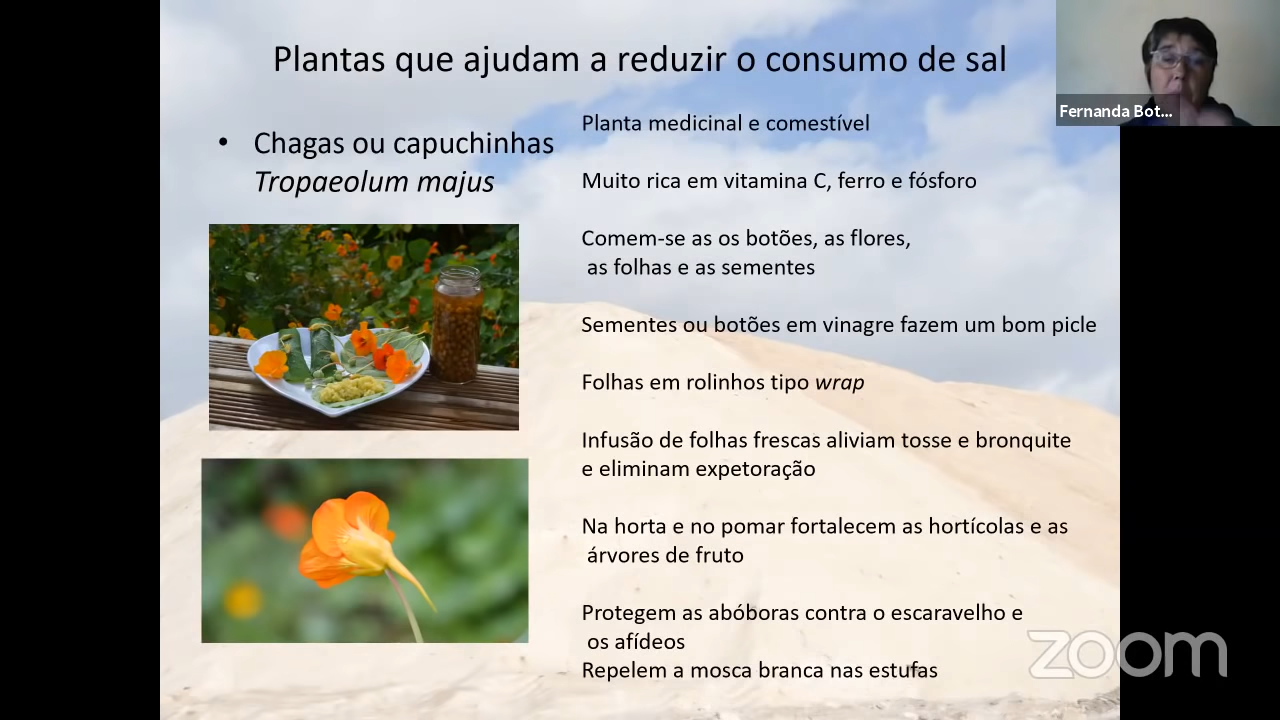 Plantas que ajudam a reduzir o consumo de sal
Fernanda Bot...
• Chagas ou capuchinhas
Tropaeolum majus
Planta medicinal e comestível
Muito rica em vitamina C, ferro e fósforo
Comem-se as os botões, as flores,
as folhas e as sementes
Sementes ou botões em vinagre fazem um bom picle
Folhas em rolinhos tipo wrap
Infusão de folhas frescas aliviam tosse e bronquite
e eliminam expetoração
Na horta e no pomar fortalecem as hortícolas e as
árvores de fruto
Protegem as abóboras contra o escaravelho e
os afídeos
Repelem a mosca branca nas estufas
zoom